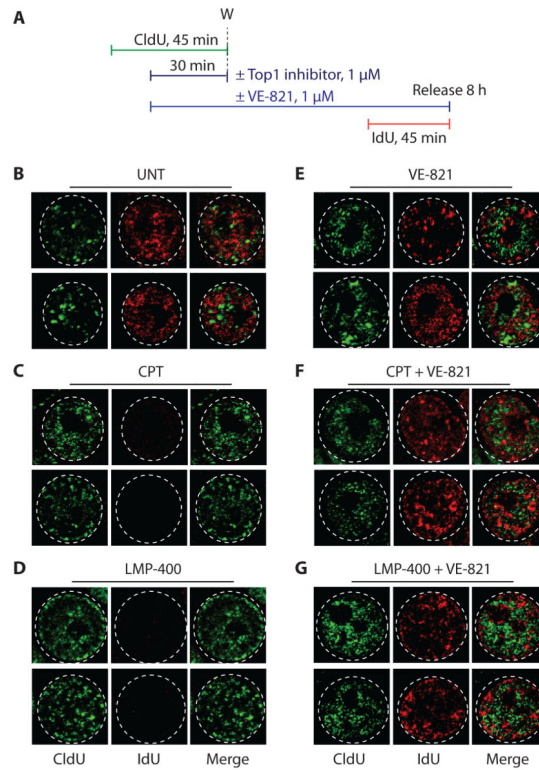 A
W
CldU, 45 min
30 min
± Top1 inhibitor, 1 µM
Release 8 h
± VE-821, 1 µM
IdU, 45 min
B
UNT
C
CPT
D
LMP-400
CldU
IdU
Merge
E
VE-821
F
CPT + VE-821
G
LMP-400 + VE-821
CldU
IdU
Merge